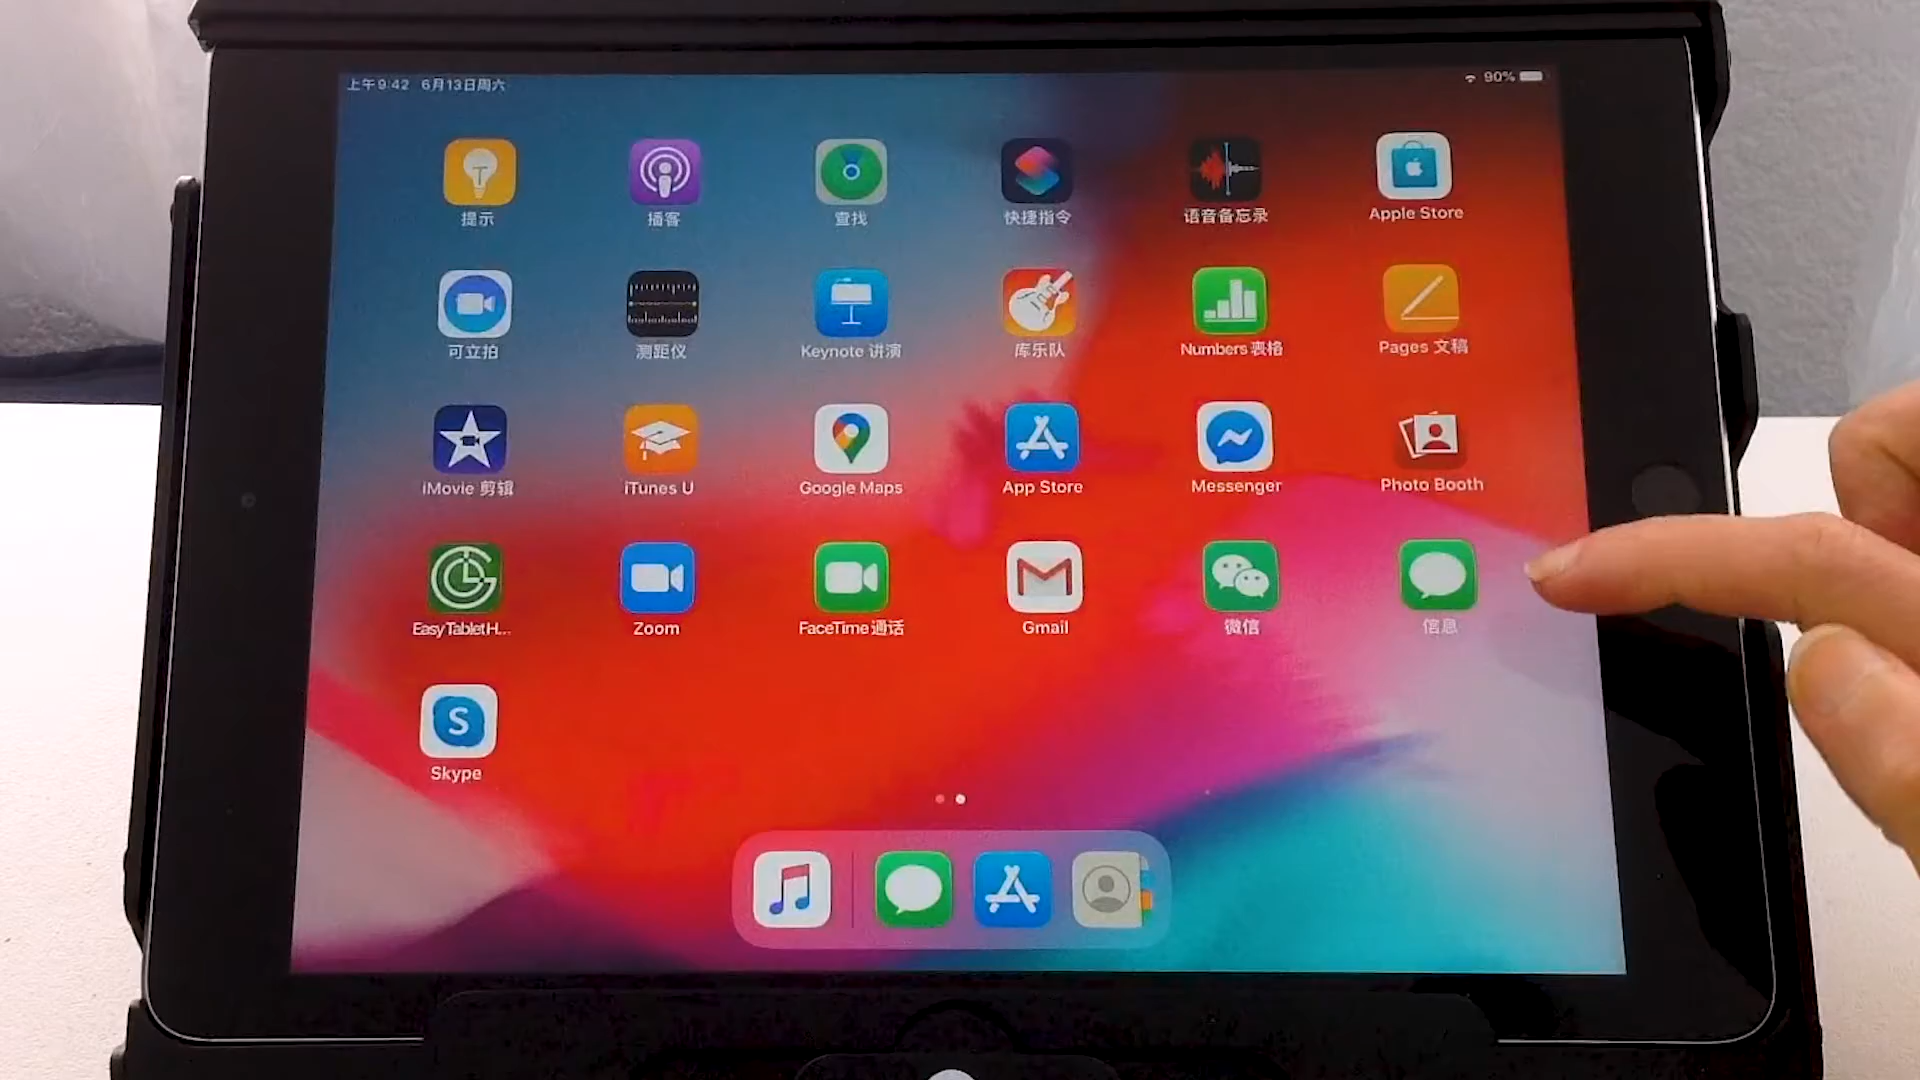 上午9:42 6月13日周六
90%
提示
播客
查找
快捷指令
语音备忘录
Apple Store
可立拍
测距仪
Keynote 讲演
库乐队
Numbers 表格
Pages 文稿
iMovie 剪辑
iTunes U
Google Maps
App Store
Messenger
Photo Booth
EasyTabletH...
Zoom
FaceTime通话
Gmail
微信
信息
S
Skype